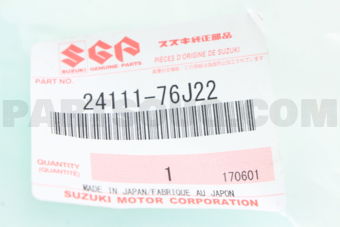 SGP スズキ純正部品
SUZUKI GENUINE PARTS PIÈCES D'ORIGINE DE SUZUKI
PART NO.
24111-76J22
QUANTITY 1 170601
(QUANTITÉ)
MADE IN JAPAN/FABRIQUE AU JAPON
SUZUKI MOTOR CORPORATION